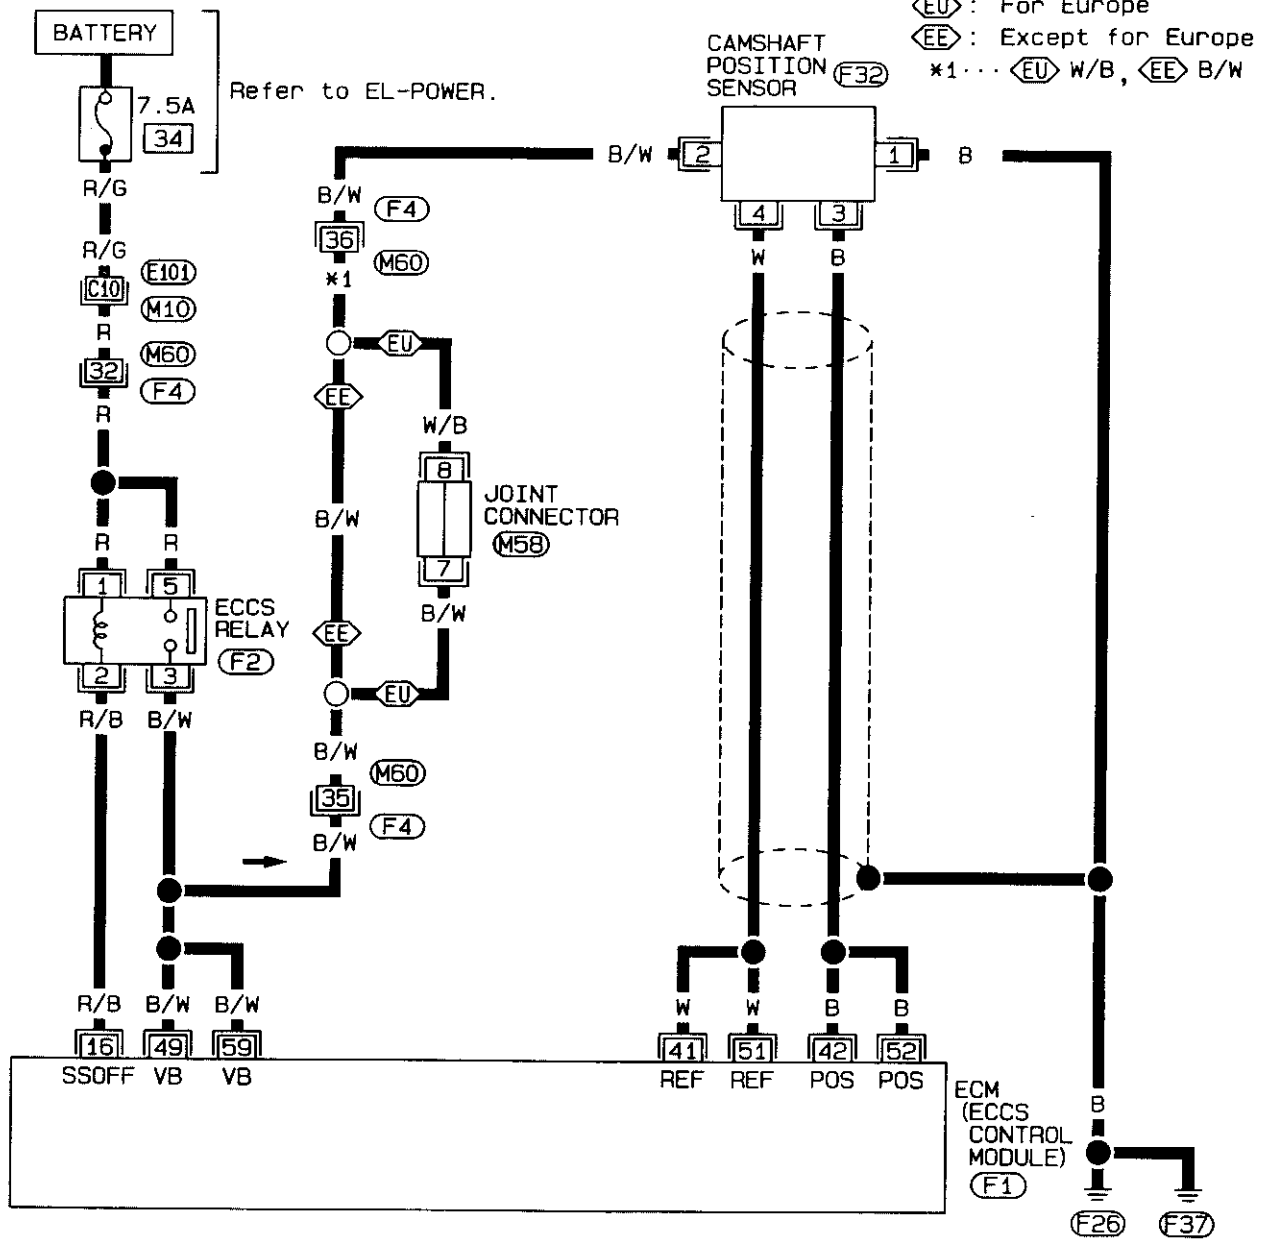 EU : For Europe
EE : Except for Europe
*1 ··· EU W/B, EE B/W
BATTERY
7.5A
34
Refer to EL-POWER.
CAMSHAFT
POSITION
SENSOR
F32
B/W
2
1
B
4
3
W
B
R/G
R/G
C10
E101
M10
R
M60
32
F4
R
B/W
F4
36
M60
*1
EU
EE
W/B
8
B/W
JOINT
CONNECTOR
M58
7
B/W
EE
EU
B/W
M60
35
F4
B/W
R
R
1
5
ECCS
RELAY
F2
2
3
R/B
B/W
R/B
B/W
B/W
16
49
59
SSOFF
VB
VB
W
W
B
B
41
51
42
52
REF
REF
POS
POS
ECM
(ECCS
CONTROL
MODULE)
F1
B
F26
F37